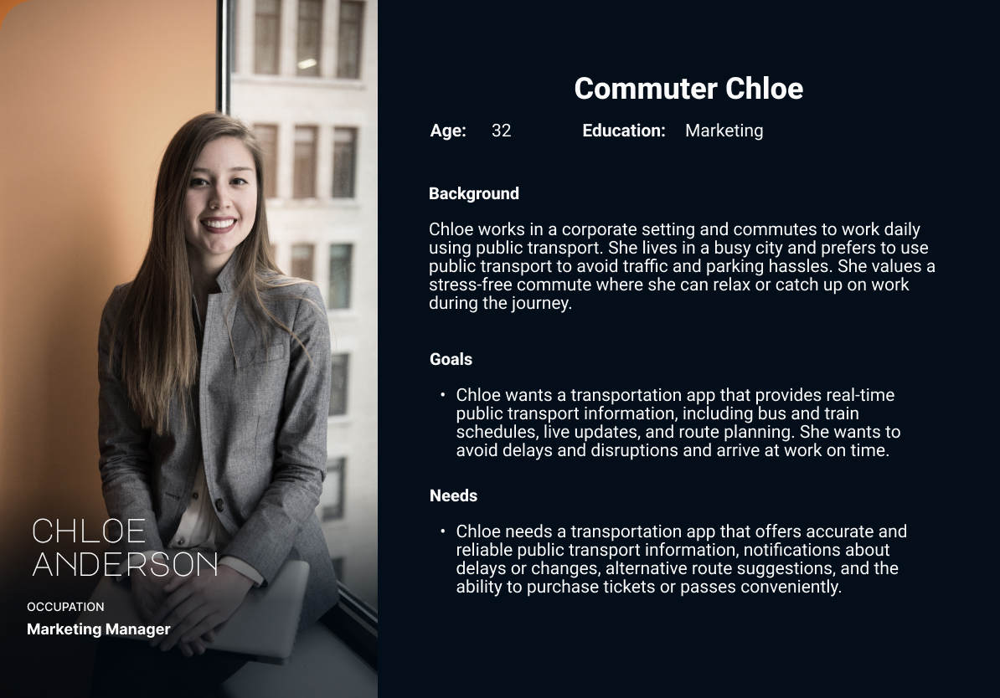 Commuter Chloe
Age: 32 Education: Marketing
Background
Chloe works in a corporate setting and commutes to work daily
using public transport. She lives in a busy city and prefers to use
public transport to avoid traffic and parking hassles. She values a
stress-free commute where she can relax or catch up on work
during the journey.
Goals
• Chloe wants a transportation app that provides real-time
public transport information, including bus and train
schedules, live updates, and route planning. She wants to
avoid delays and disruptions and arrive at work on time.
Needs
• Chloe needs a transportation app that offers accurate and
reliable public transport information, notifications about
delays or changes, alternative route suggestions, and the
ability to purchase tickets or passes conveniently.
CHLOE
ANDERSON
OCCUPATION
Marketing Manager